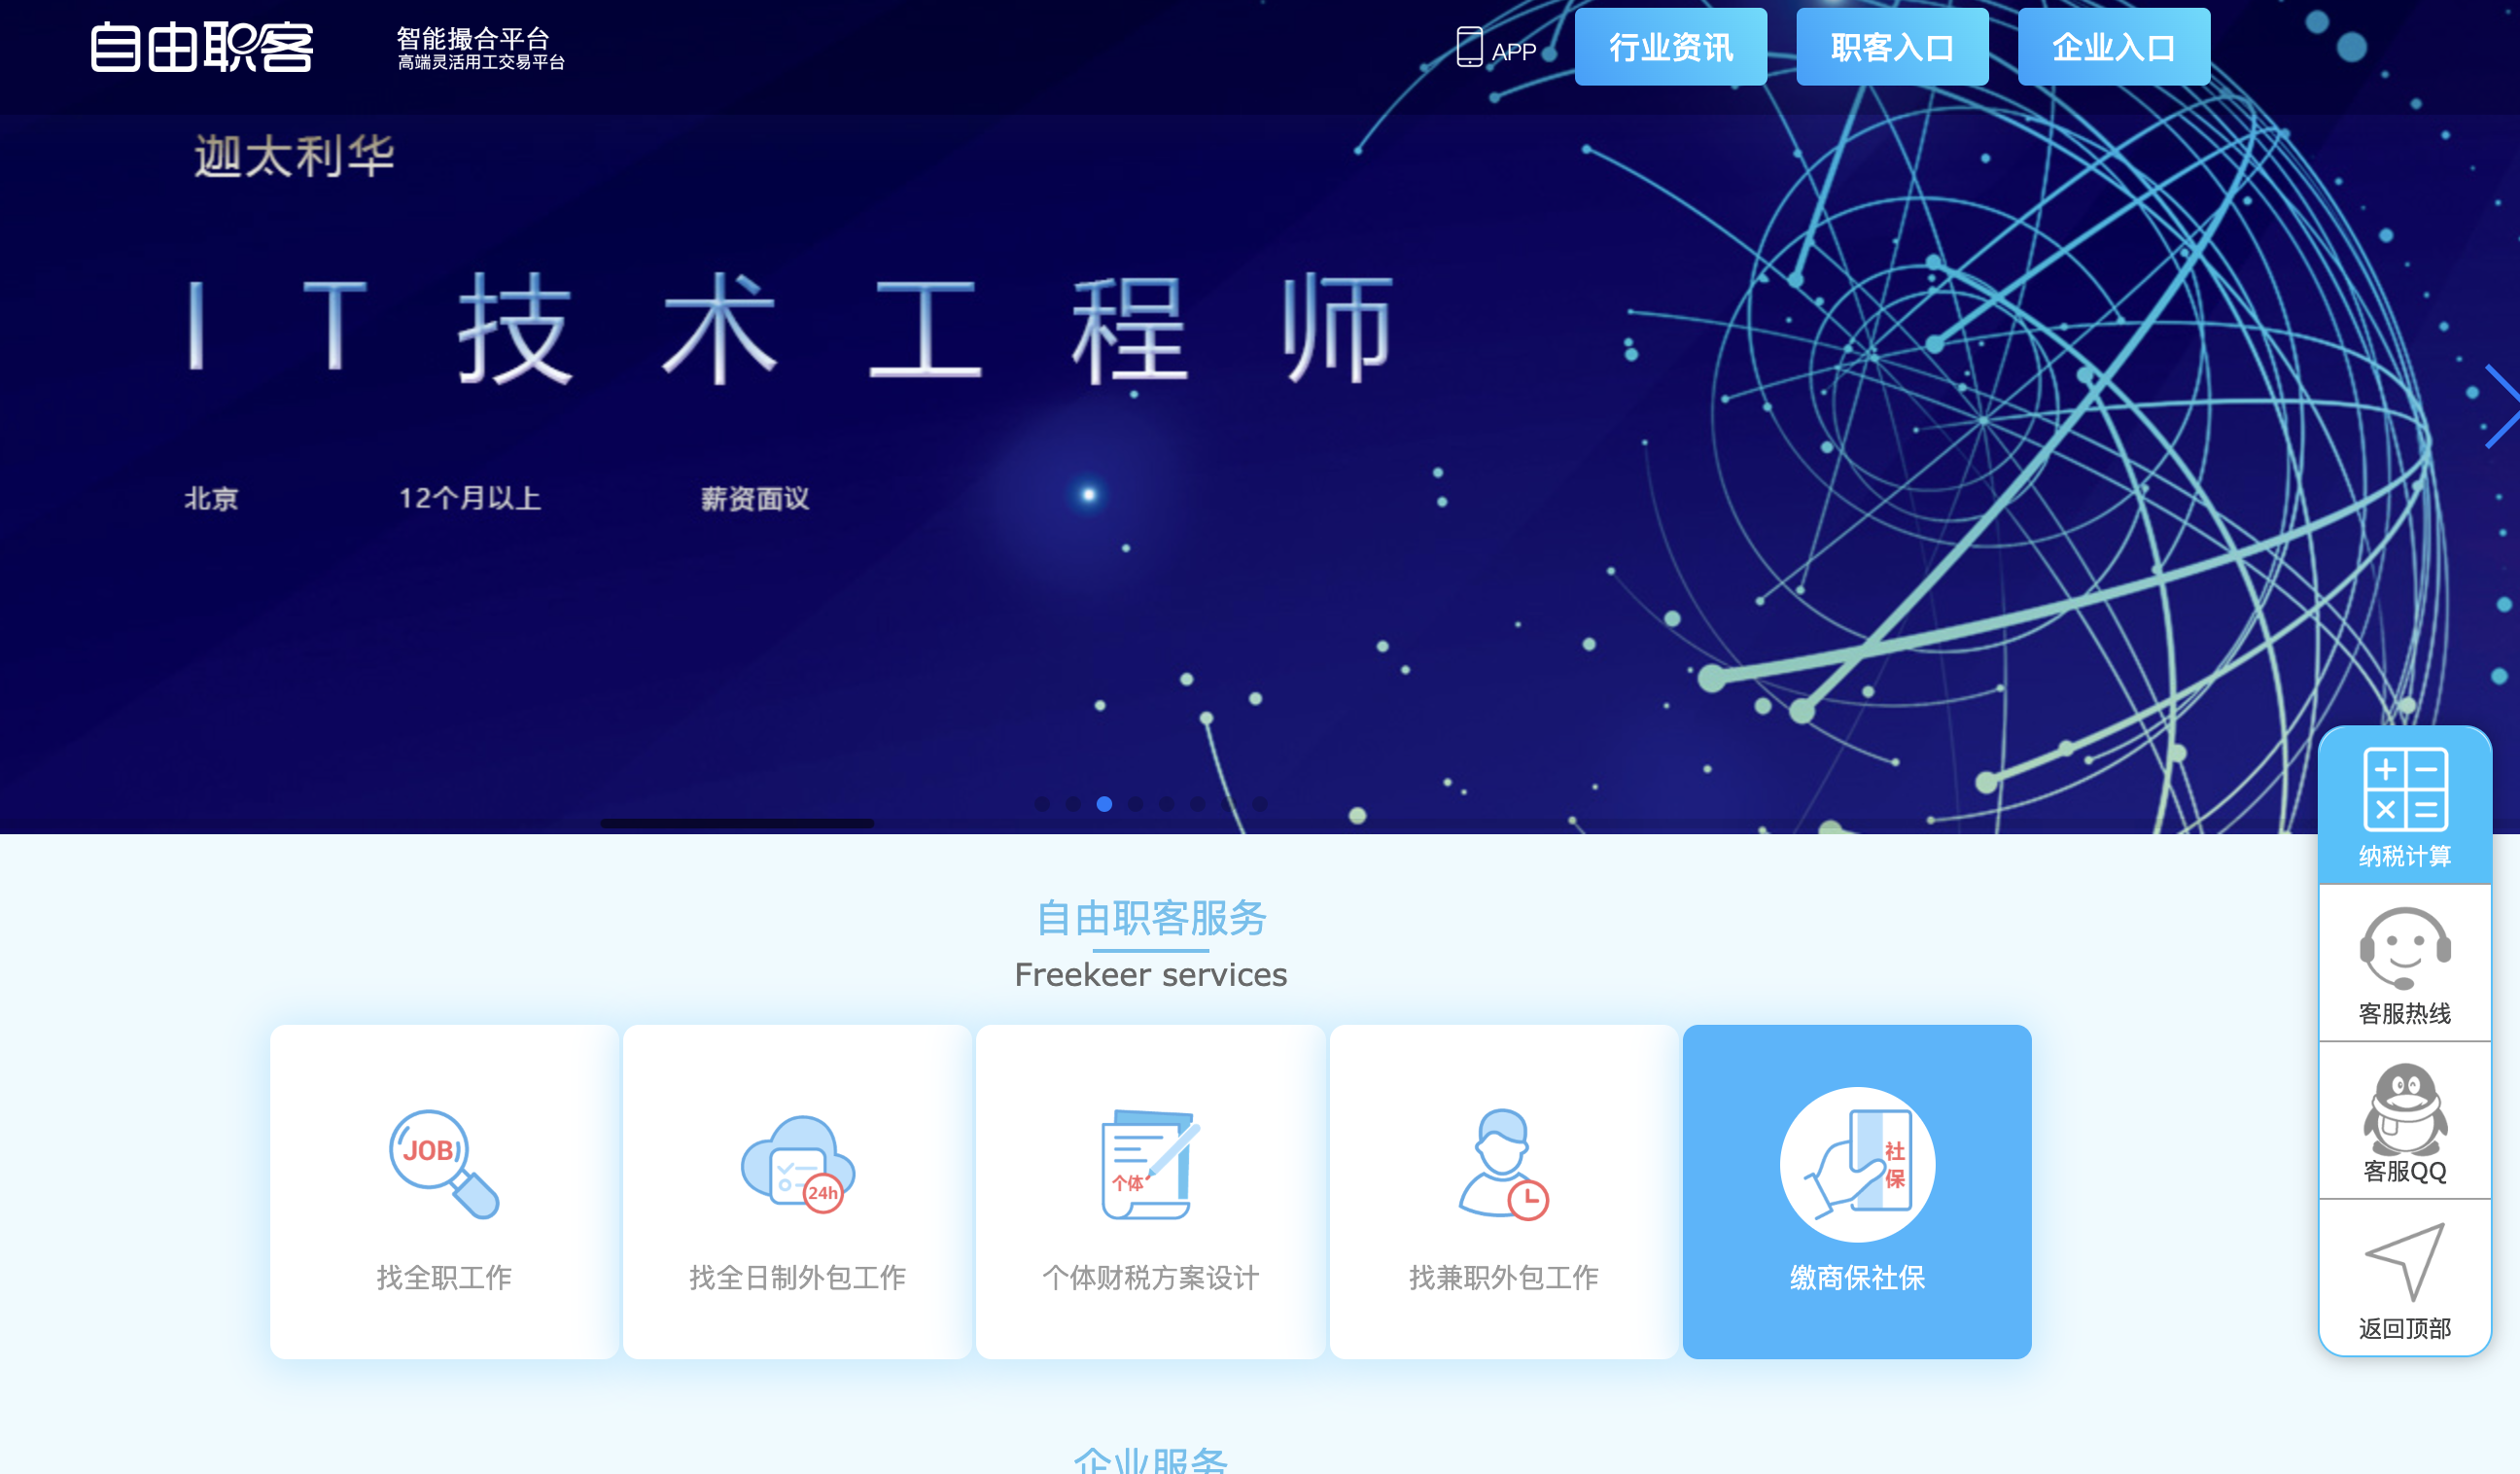 自由职客
智能撮合平台
高端灵活用工交易平台
APP
行业资讯
职客入口
企业入口
迦太利华
IT技术工程师
北京 12个月以上 薪资面议
纳税计算
客服热线
客服QQ
返回顶部
自由职客服务
Freekeer services
JOB
找全职工作
24h
找全日制外包工作
个体
个体财税方案设计
找兼职外包工作
社保
缴商保社保
企业服务